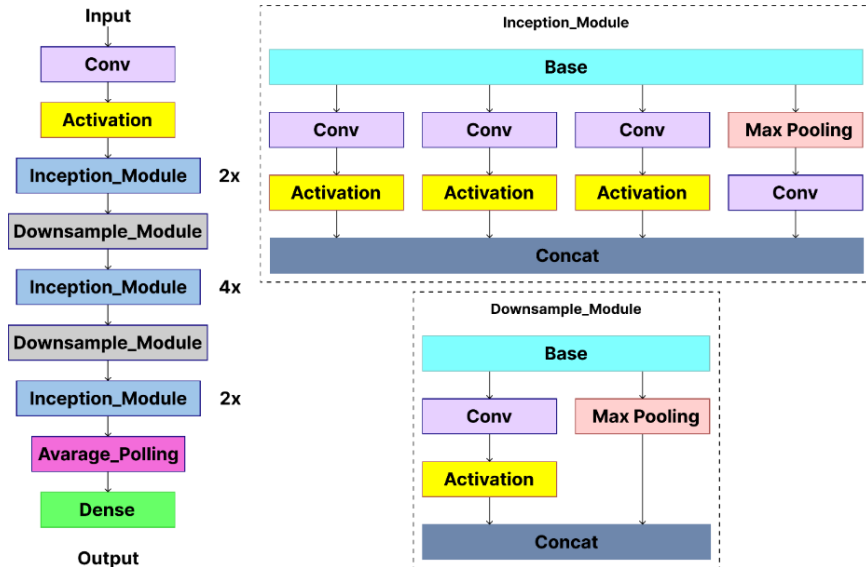 Input
Conv
Activation
Inception_Module 2x
Downsample_Module
Inception_Module 4x
Downsample_Module
Inception_Module 2x
Avarage_Polling
Dense
Output
Inception_Module
Base
Conv Conv Conv Max Pooling
Activation Activation Activation Conv
Concat
Downsample_Module
Base
Conv Max Pooling
Activation
Concat